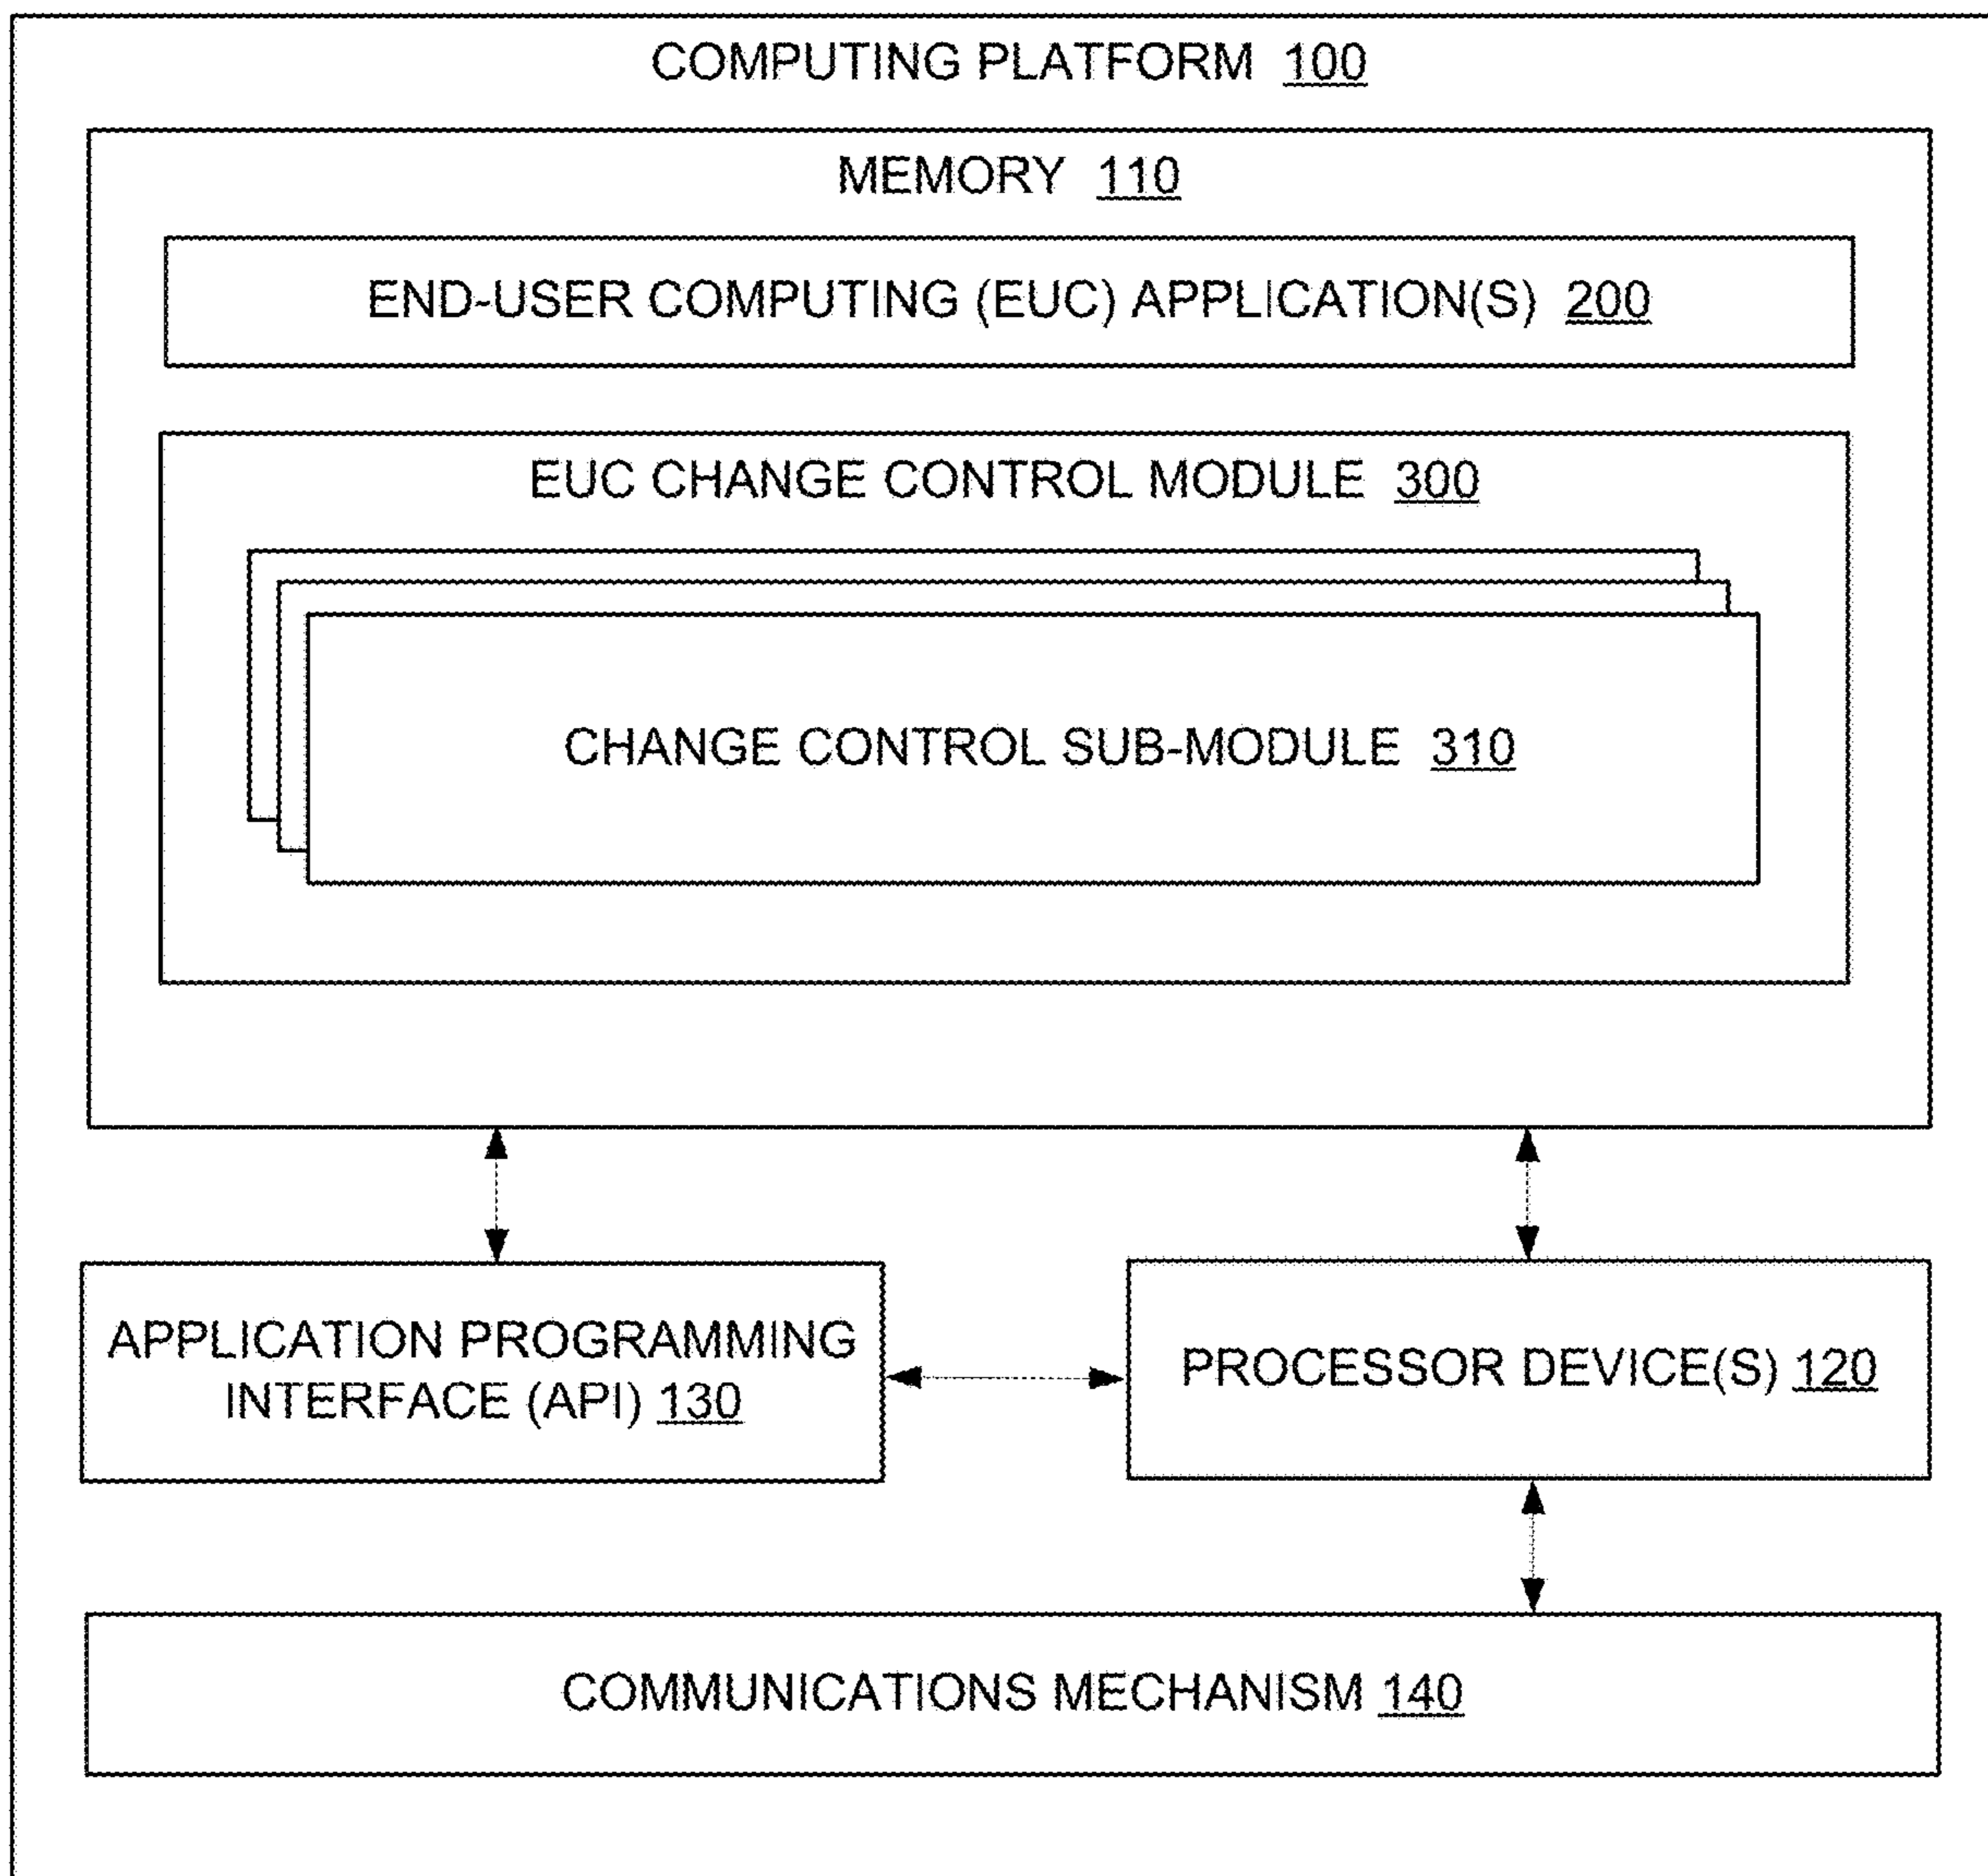 COMPUTING PLATFORM 100
MEMORY 110
END-USER COMPUTING (EUC) APPLICATION(S) 200
EUC CHANGE CONTROL MODULE 300
CHANGE CONTROL SUB-MODULE 310
APPLICATION PROGRAMMING
INTERFACE (API) 130
PROCESSOR DEVICE(S) 120
COMMUNICATIONS MECHANISM 140